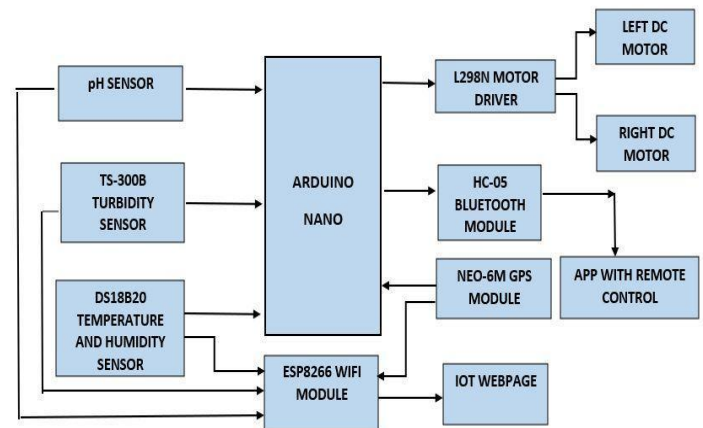 LEFT DC
MOTOR
pH SENSOR
L298N MOTOR
DRIVER
RIGHT DC
MOTOR
TS-300B
TURBIDITY
SENSOR
ARDUINO
NANO
HC-05
BLUETOOTH
MODULE
NEO-6M GPS
MODULE
APP WITH REMOTE
CONTROL
DS18B20
TEMPERATURE
AND HUMIDITY
SENSOR
ESP8266 WIFI
MODULE
IOT WEBPAGE